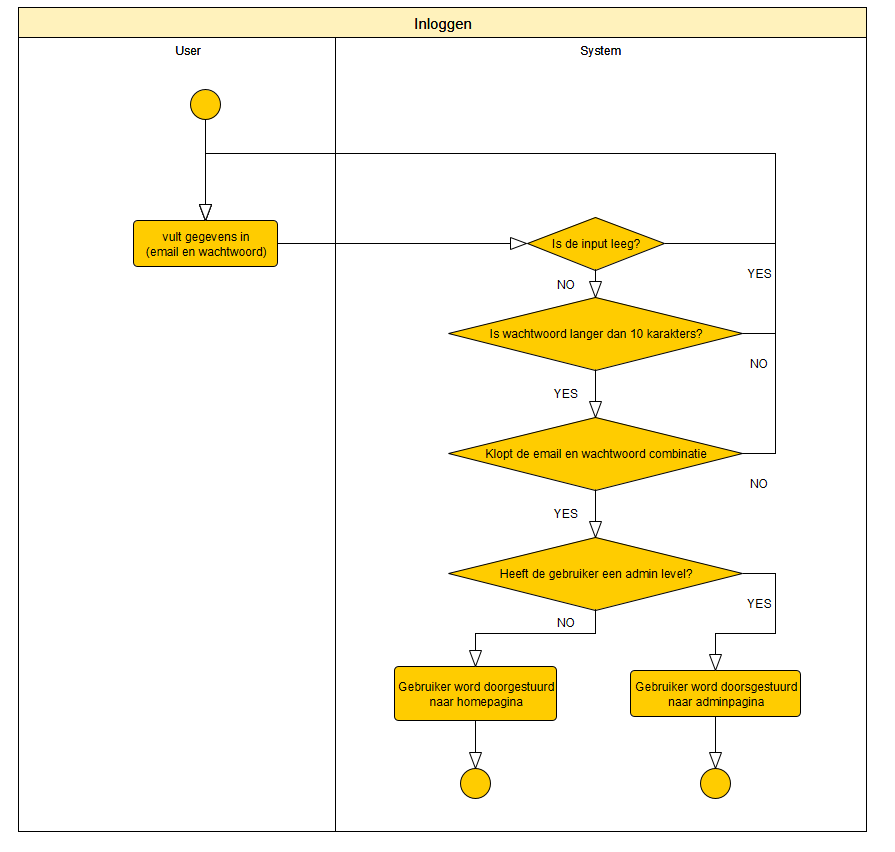 Inloggen
User
System
vult gegevens in
(email en wachtwoord)
Is de input leeg?
YES
NO
Is wachtwoord langer dan 10 karakters?
NO
YES
Klopt de email en wachtwoord combinatie
NO
YES
Heeft de gebruiker een admin level?
YES
NO
Gebruiker word doorgestuurd
naar homepagina
Gebruiker word doorsgestuurd
naar adminpagina